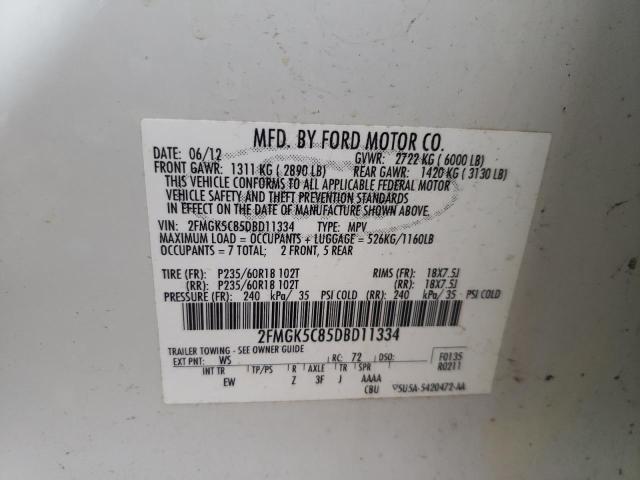 MFD. BY FORD MOTOR CO.
DATE: 06/12 GVWR: 2722 KG (6000 LB)
FRONT GAWR: 1311 KG (2890 LB) REAR GAWR: 1420 KG (3130 LB)
THIS VEHICLE CONFORMS TO ALL APPLICABLE FEDERAL MOTOR
VEHICLE SAFETY AND THEFT PREVENTION STANDARDS
IN EFFECT ON THE DATE OF MANUFACTURE SHOWN ABOVE.
VIN: 2FMGK5C85DBD11334 TYPE: MPV
MAXIMUM LOAD = OCCUPANTS + LUGGAGE = 526KG/1160LB
OCCUPANTS = 7 TOTAL; 2 FRONT, 5 REAR
TIRE (FR): P235/60R18 102T RIMS (FR): 18X7.5J
(RR): P235/60R18 102T (RR): 18X7.5J
PRESSURE (FR): 240 kPa/ 35 PSI COLD (RR): 240 kPa/ 35 PSI COLD
2FMGK5C85DBD11334
TRAILER TOWING - SEE OWNER GUIDE
EXT PNT: WS RC: 72 DSO: F0135
R0211
INT TR TP/PS R AXLE TR SPR
EW Z 3F J AAAA
CBU 5U5A-5420472-AA